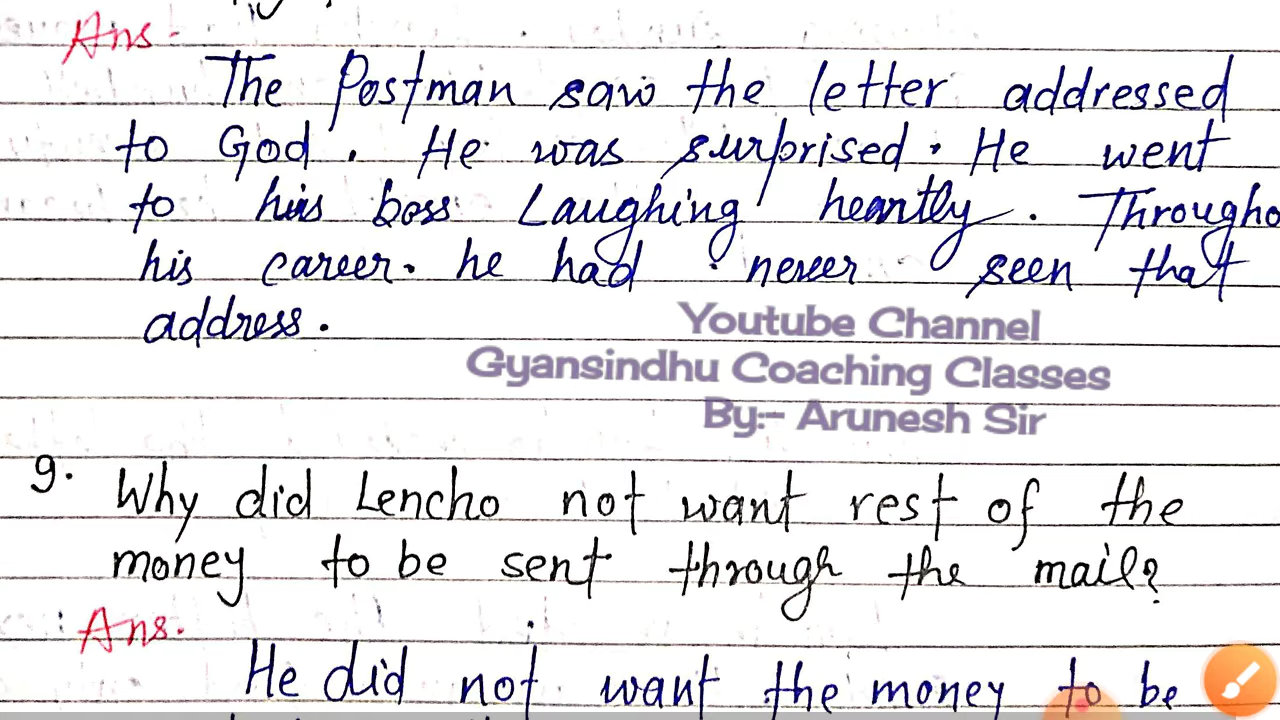 Ans-
The Postman saw the letter addressed
to God. He was surprised. He went
to his boss Laughing heartly. Througho
his career. he had never seen that
address.
Youtube Channel
Gyansindhu Coaching Classes
By:- Arunesh Sir
9. Why did Lencho not want rest of the
money to be sent through the mail?
Ans.
He did not want the money to be